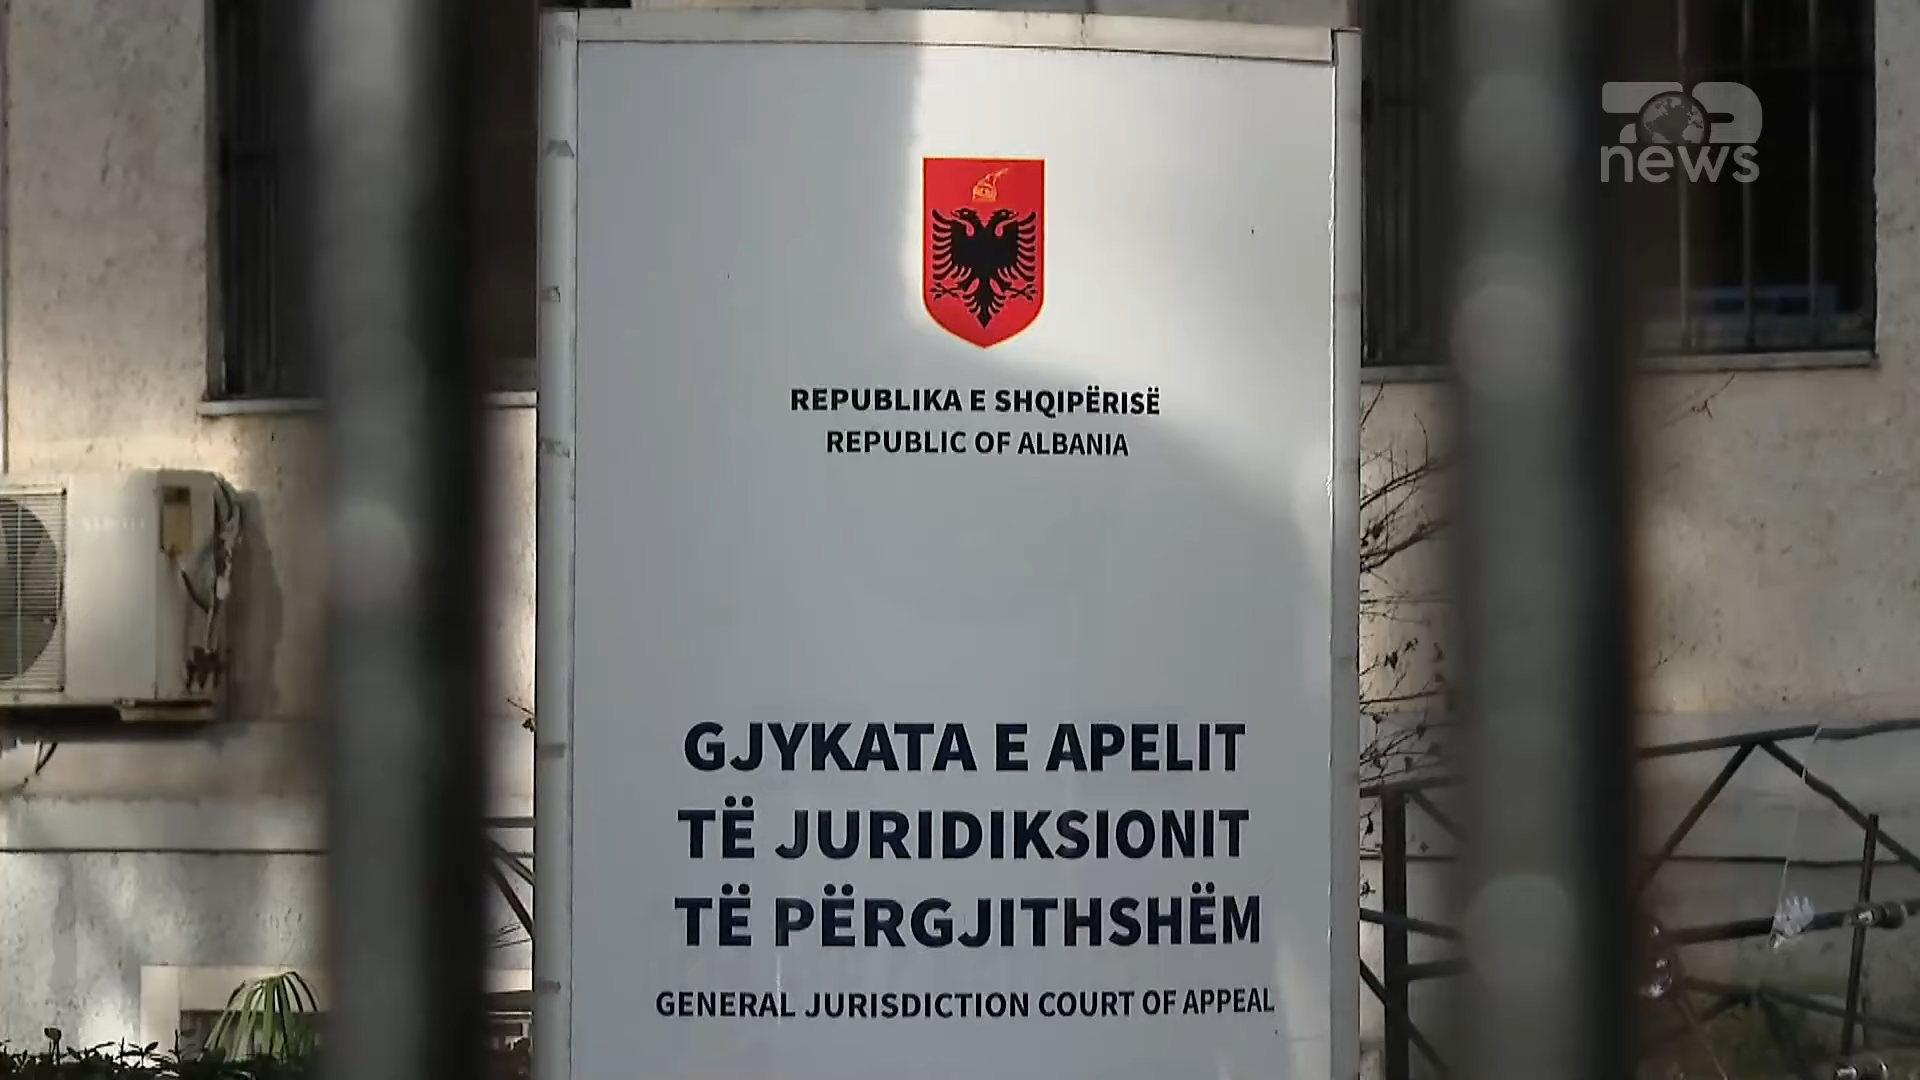 news
REPUBLIKA E SHQIPËRISË
REPUBLIC OF ALBANIA
GJYKATA E APELIT
TË JURIDIKSIONIT
TË PËRGJITHSHËM
GENERAL JURISDICTION COURT OF APPEAL